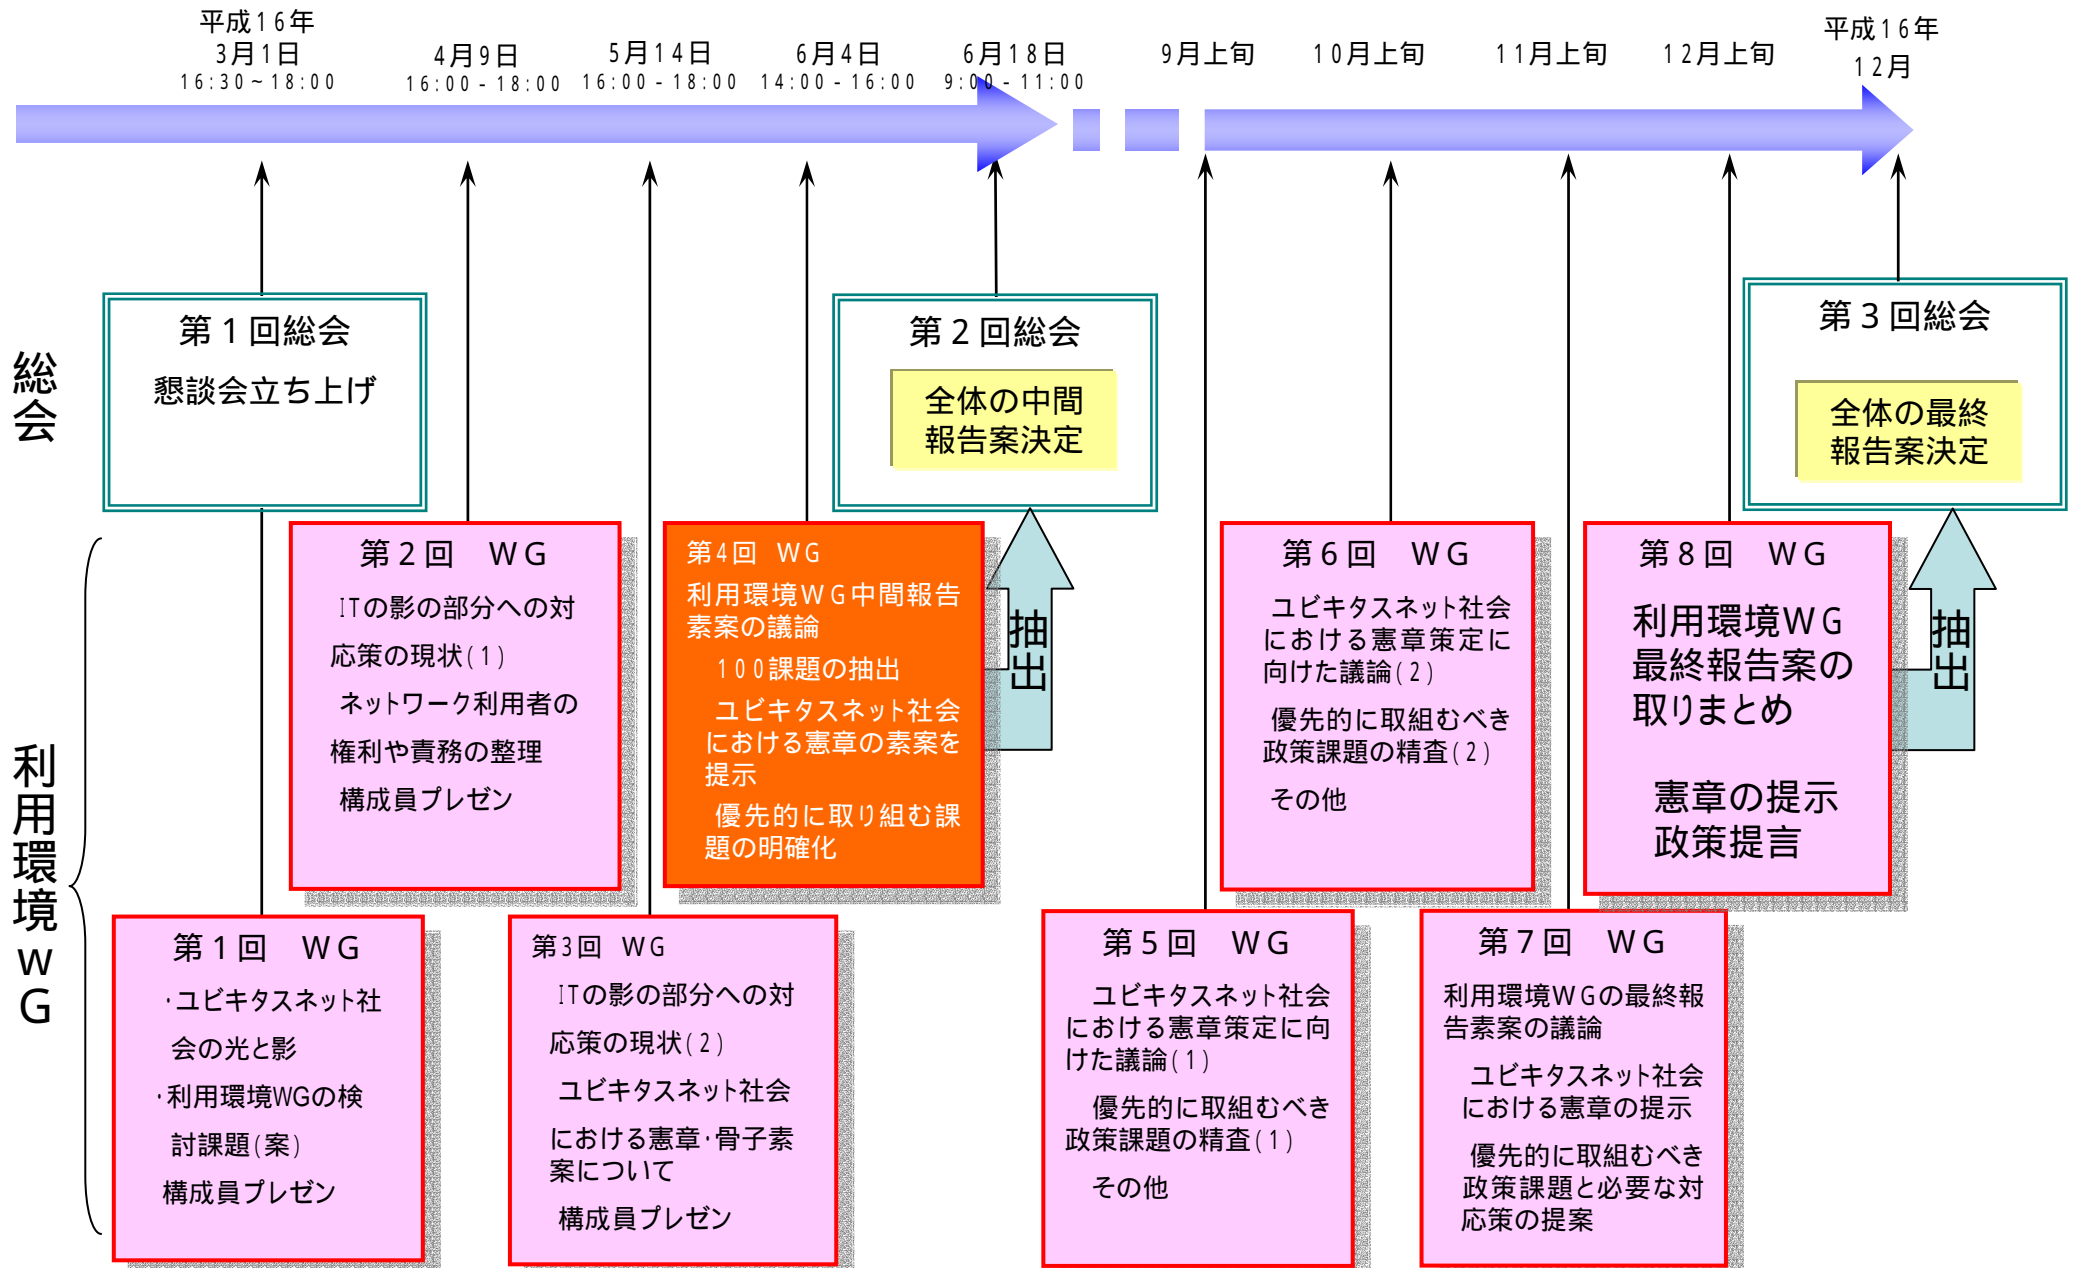 平成16年
3月1日
16:30～18:00
4月9日
16:00-18:00
5月14日
16:00-18:00
6月4日
14:00-16:00
6月18日
9:00-11:00
9月上旬
10月上旬
11月上旬
12月上旬
平成16年
12月
総会
第1回総会
懇談会立ち上げ
第2回総会
全体の中間
報告案決定
第3回総会
全体の最終
報告案決定
利用環境WG
第2回 WG
ITの影の部分への対
応策の現状(1)
ネットワーク利用者の
権利や責務の整理
構成員プレゼン
第4回 WG
利用環境WG中間報告
素案の議論
100課題の抽出
ユビキタスネット社会
における憲章の素案を
提示
優先的に取り組む課
題の明確化
抽出
第6回 WG
ユビキタスネット社会
における憲章策定に
向けた議論(2)
優先的に取組むべき
政策課題の精査(2)
その他
第8回 WG
利用環境WG
最終報告案の
取りまとめ
憲章の提示
政策提言
抽出
第1回 WG
・ユビキタスネット社
会の光と影
・利用環境WGの検
討課題(案)
構成員プレゼン
第3回 WG
ITの影の部分への対
応策の現状(2)
ユビキタスネット社会
における憲章・骨子素
案について
構成員プレゼン
第5回 WG
ユビキタスネット社会
における憲章策定に向
けた議論(1)
優先的に取組むべき
政策課題の精査(1)
その他
第7回 WG
利用環境WGの最終報
告素案の議論
ユビキタスネット社会
における憲章の提示
優先的に取組むべき
政策課題と必要な対
応策の提案